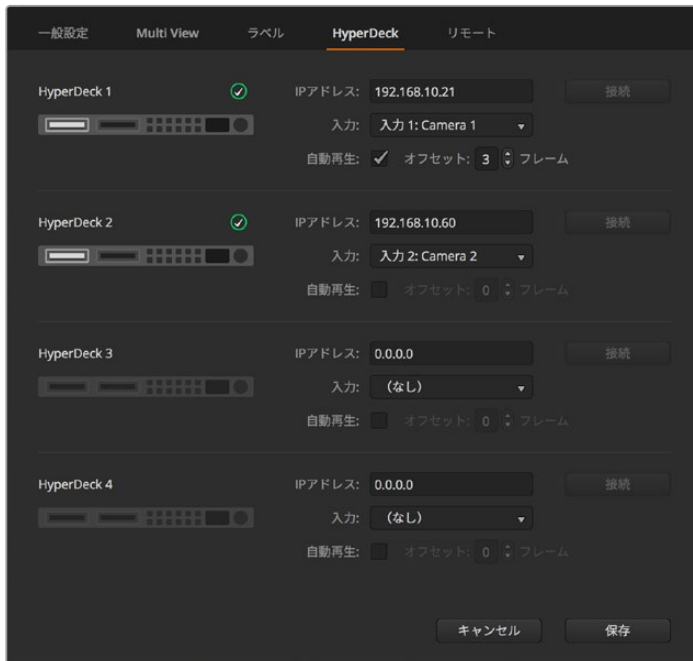 一般設定 Multi View ラベル HyperDeck リモート
HyperDeck 1 IPアドレス: 192.168.10.21 接続
入力: 入力 1: Camera 1
自動再生: オフセット: 3 フレーム
HyperDeck 2 IPアドレス: 192.168.10.60 接続
入力: 入力 2: Camera 2
自動再生: オフセット: 0 フレーム
HyperDeck 3 IPアドレス: 0.0.0.0 接続
入力: （なし）
自動再生: オフセット: 0 フレーム
HyperDeck 4 IPアドレス: 0.0.0.0 接続
入力: （なし）
自動再生: オフセット: 0 フレーム
キャンセル 保存